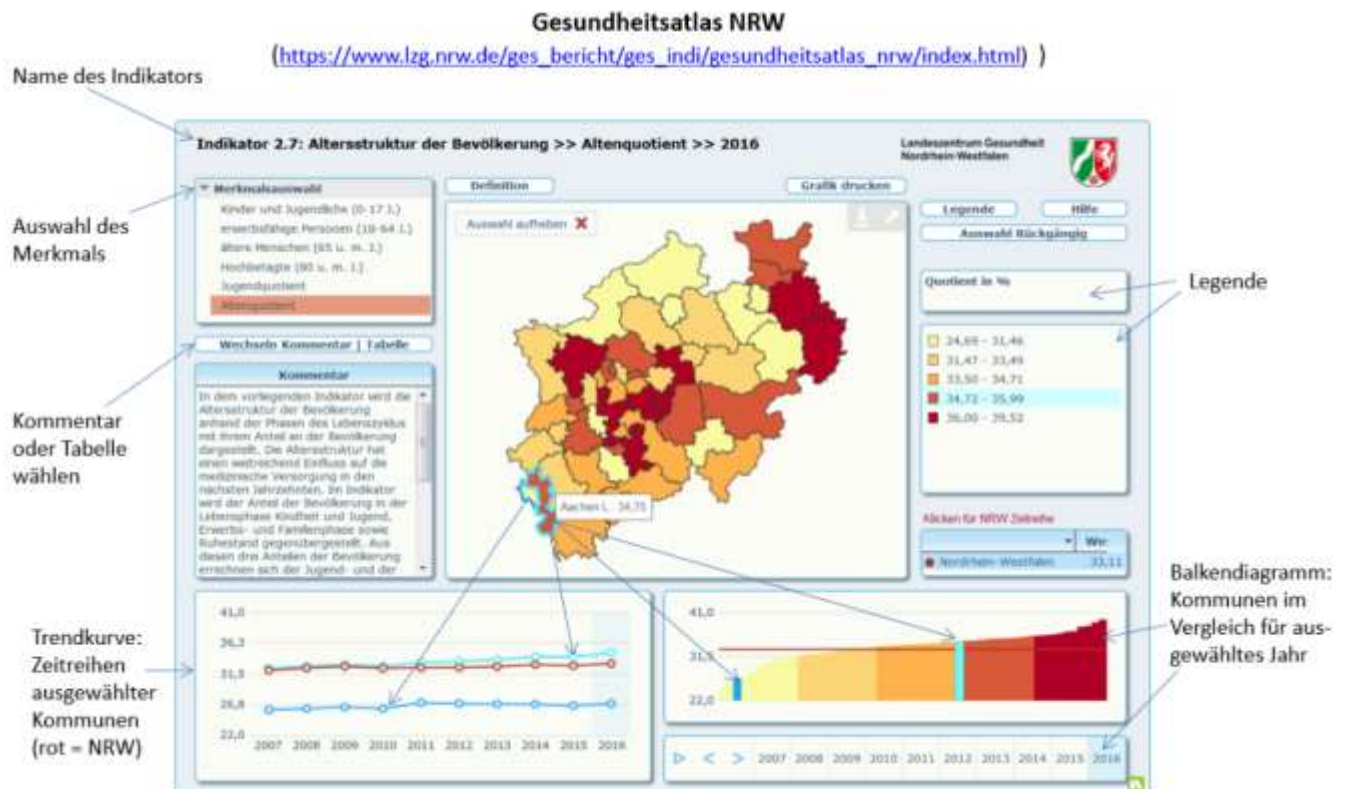 Gesundheitsatlas NRW
(https://www.lzg.nrw.de/ges_bericht/ges_indi/gesundheitsatlas_nrw/index.html) )
Name des Indikators
Indikator 2.7: Altersstruktur der Bevölkerung >> Altenquotient >> 2016
Landeszentrum Gesundheit
Nordrhein-Westfalen
Auswahl des
Merkmals
Merkmalsauswahl
Kinder und Jugendliche (0-17 J.)
erwerbsfähige Personen (18-64 J.)
ältere Menschen (65 u. m. J.)
Hochbetagte (80 u. m. J.)
Jugendquotient
Altenquotient
Definition
Grafik drucken
Auswahl aufheben
Legende
Hilfe
Auswahl Rückgängig
Quotient in %
Legende
24,69 - 31,46
31,47 - 33,49
33,50 - 34,71
34,72 - 35,99
36,00 - 39,52
Kommentar
oder Tabelle
wählen
Wechseln Kommentar | Tabelle
Kommentar
In dem vorliegenden Indikator wird die
Altersstruktur der Bevölkerung
anhand der Phasen des Lebenszyklus
mit ihrem Anteil an der Bevölkerung
dargestellt. Die Altersstruktur hat
einen weitreichend Einfluss auf die
medizinische Versorgung in den
nächsten Jahrzehnten. Im Indikator
wird der Anteil der Bevölkerung in der
Lebensphase Kindheit und Jugend,
Erwerbs- und Familienphase sowie
Ruhestand gegenübergestellt. Aus
diesen drei Anteilen der Bevölkerung
errechnen sich der Jugend- und der
Aachen L. 34,75
Klicken für NRW Zeitreihe
Nordrhein-Westfalen 33,11
Trendkurve:
Zeitreihen
ausgewählter
Kommunen
(rot = NRW)
41,0
36,3
31,5
26,8
22,0
2007 2008 2009 2010 2011 2012 2013 2014 2015 2016
41,0
31,5
22,0
2007 2008 2009 2010 2011 2012 2013 2014 2015 2016
Balkendiagramm:
Kommunen im
Vergleich für aus-
gewähltes Jahr